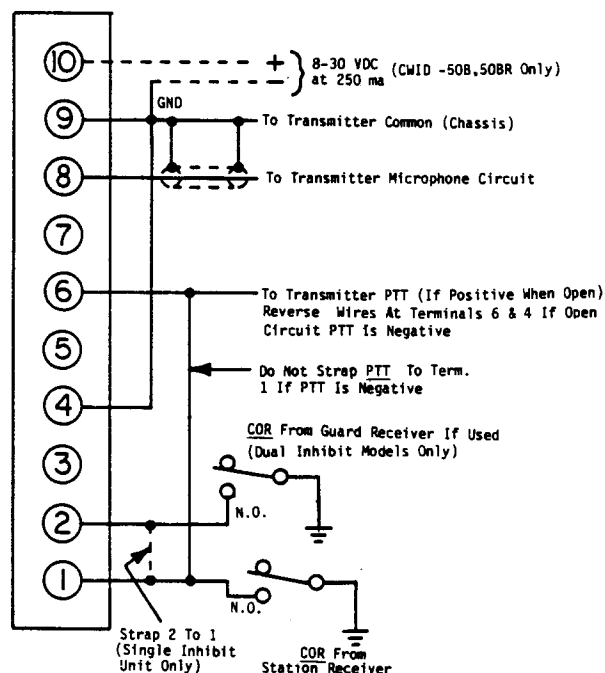 10
+
−
8-30 VDC
at 250 ma
(CWID -50B,50BR Only)
GND
9
To Transmitter Common (Chassis)
8
To Transmitter Microphone Circuit
7
6
To Transmitter PTT (If Positive When Open)
Reverse Wires At Terminals 6 & 4 If Open
Circuit PTT Is Negative
5
Do Not Strap PTT To Term.
1 If PTT Is Negative
4
COR From Guard Receiver If Used
(Dual Inhibit Models Only)
3
N.O.
2
1
N.O.
Strap 2 To 1
(Single Inhibit
Unit Only)
COR From
Station Receiver